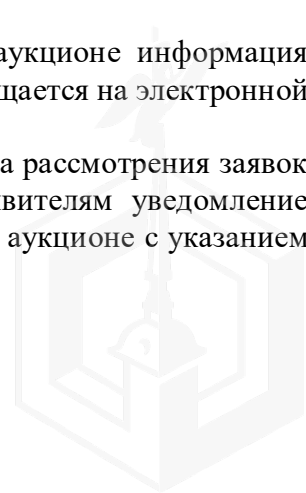 аукционе информация
щается на электронной
а рассмотрения заявок
вителям уведомление
аукционе с указанием